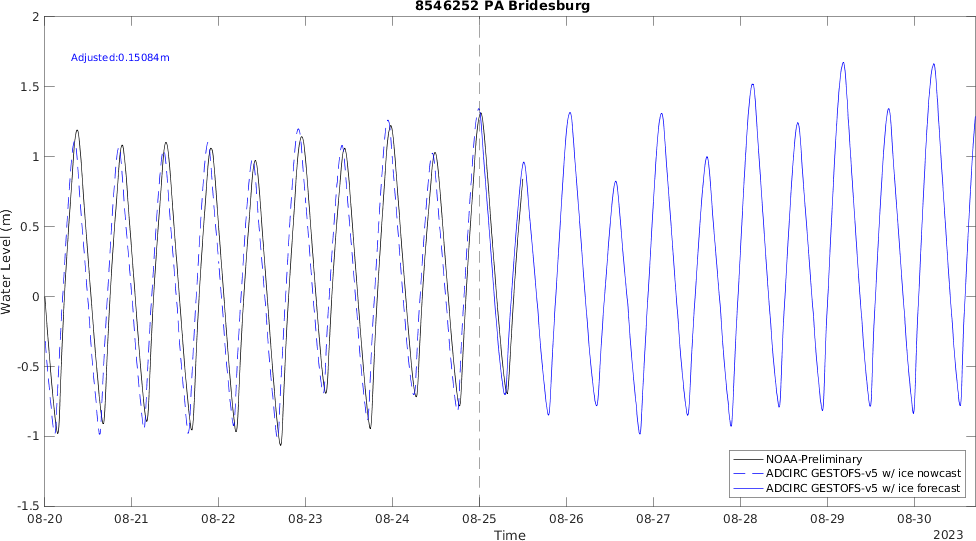 8546252 PA Bridesburg
Adjusted:0.15084m
Water Level (m)
2
1.5
1
0.5
0
-0.5
-1
-1.5
NOAA-Preliminary
ADCIRC GESTOFS-v5 w/ ice nowcast
ADCIRC GESTOFS-v5 w/ ice forecast
08-20 08-21 08-22 08-23 08-24 08-25 08-26 08-27 08-28 08-29 08-30
Time
2023